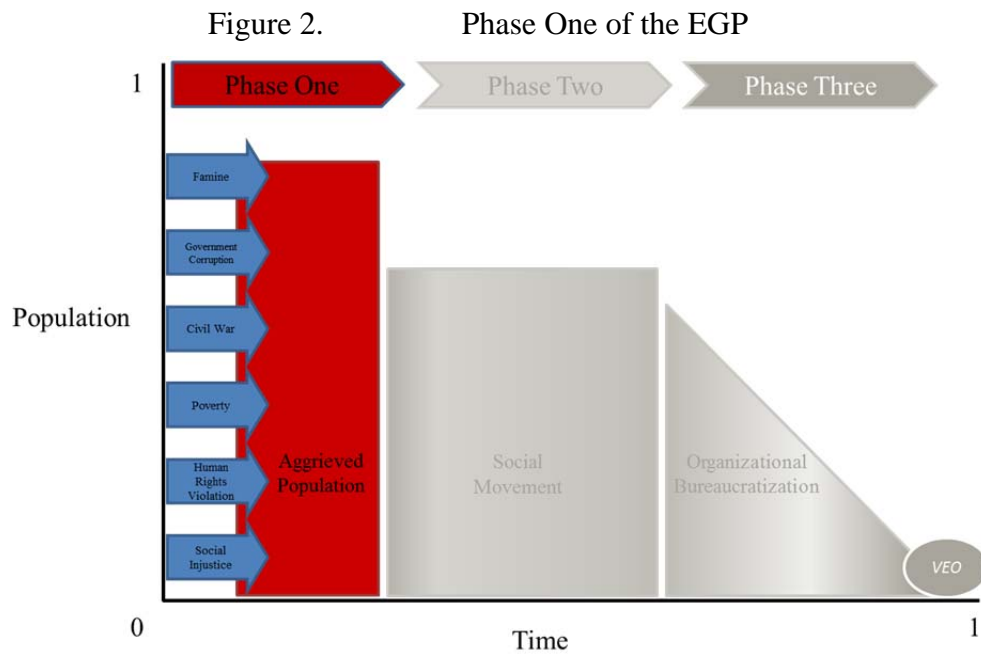 Figure 2. Phase One of the EGP
1
Phase One
Phase Two
Phase Three
Famine
Government
Corruption
Civil War
Population
Poverty
Human
Rights
Violation
Aggrieved
Population
Social
Movement
Organizational
Bureaucratization
Social
Injustice
VEO
0
Time
1